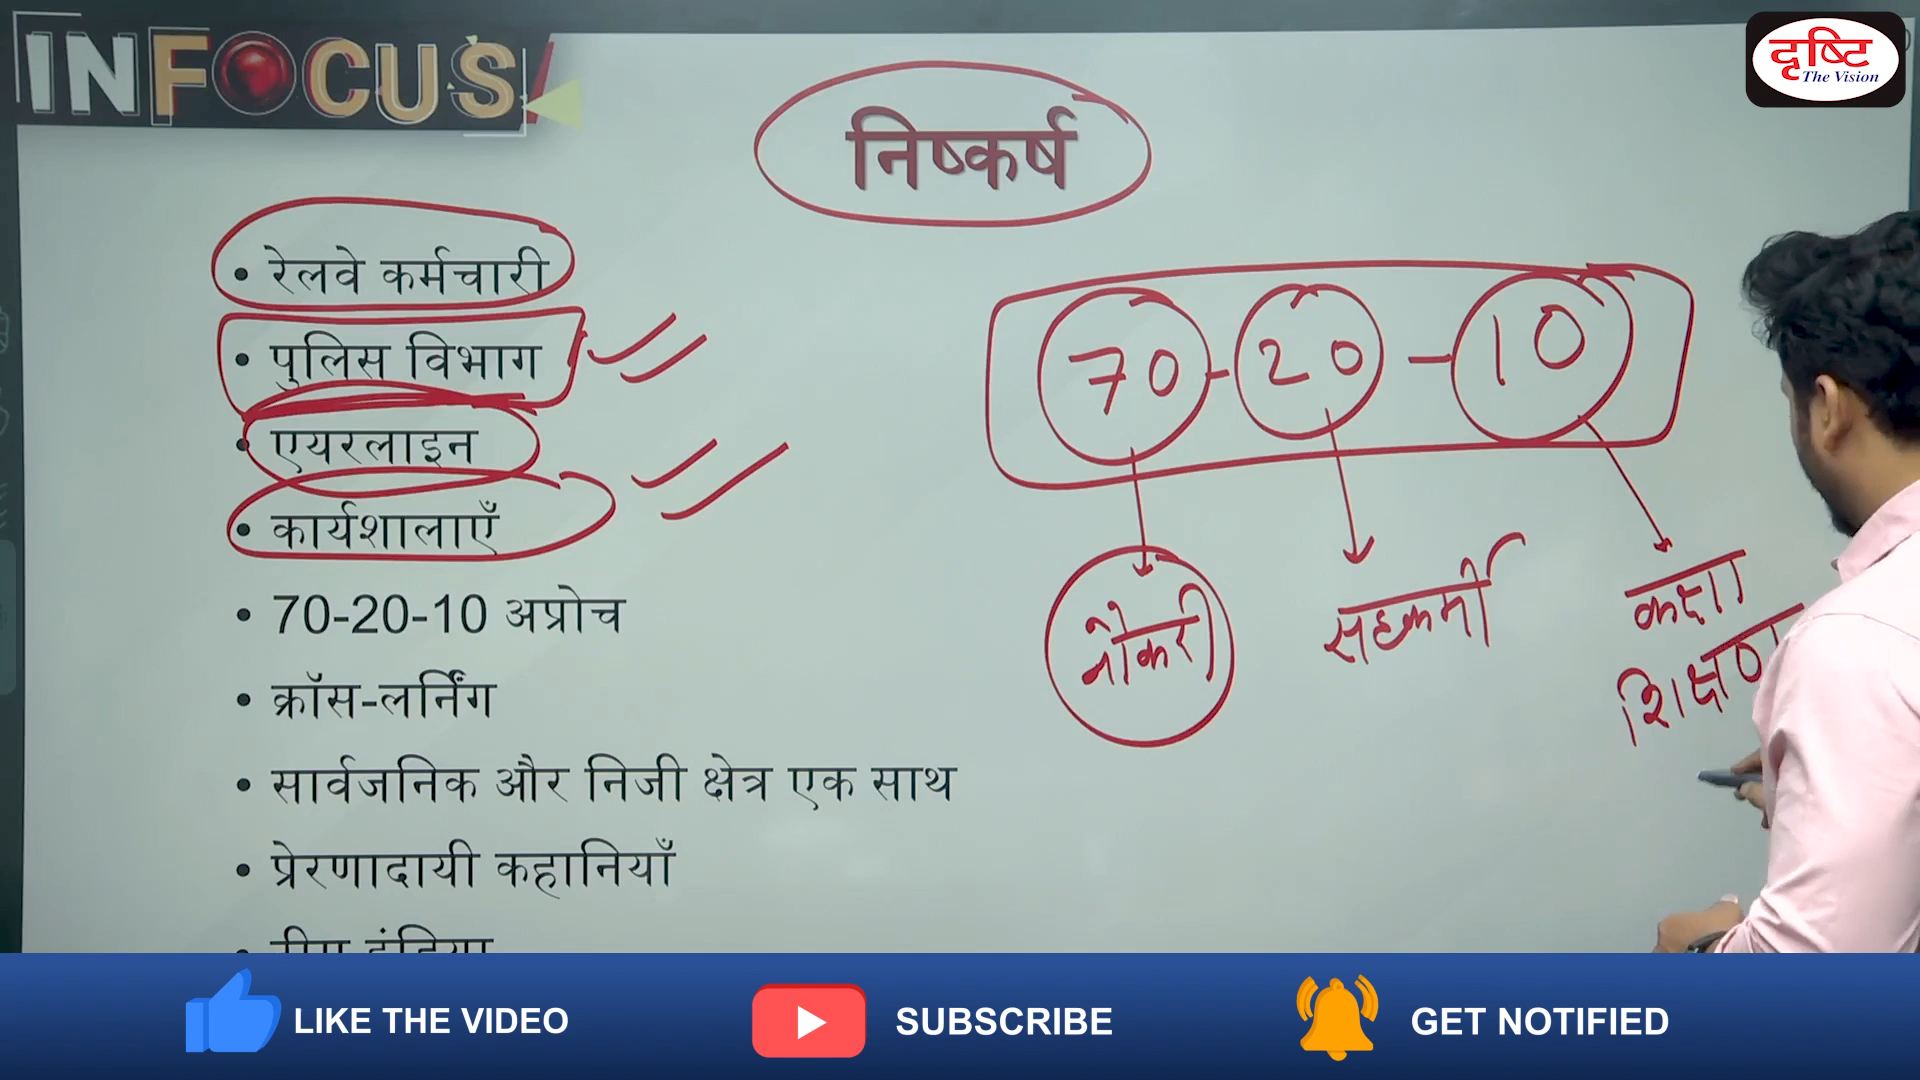 INFOCUS
दृष्टि
The Vision
निष्कर्ष
• रेलवे कर्मचारी
• पुलिस विभाग
• एयरलाइन
• कार्यशालाएँ
• 70-20-10 अप्रोच
• क्रॉस-लर्निंग
• सार्वजनिक और निजी क्षेत्र एक साथ
• प्रेरणादायी कहानियाँ
• टीम इंडिया
70-20-10
नौकरी
सहकर्मी
कक्षा
शिक्षण
LIKE THE VIDEO
SUBSCRIBE
GET NOTIFIED